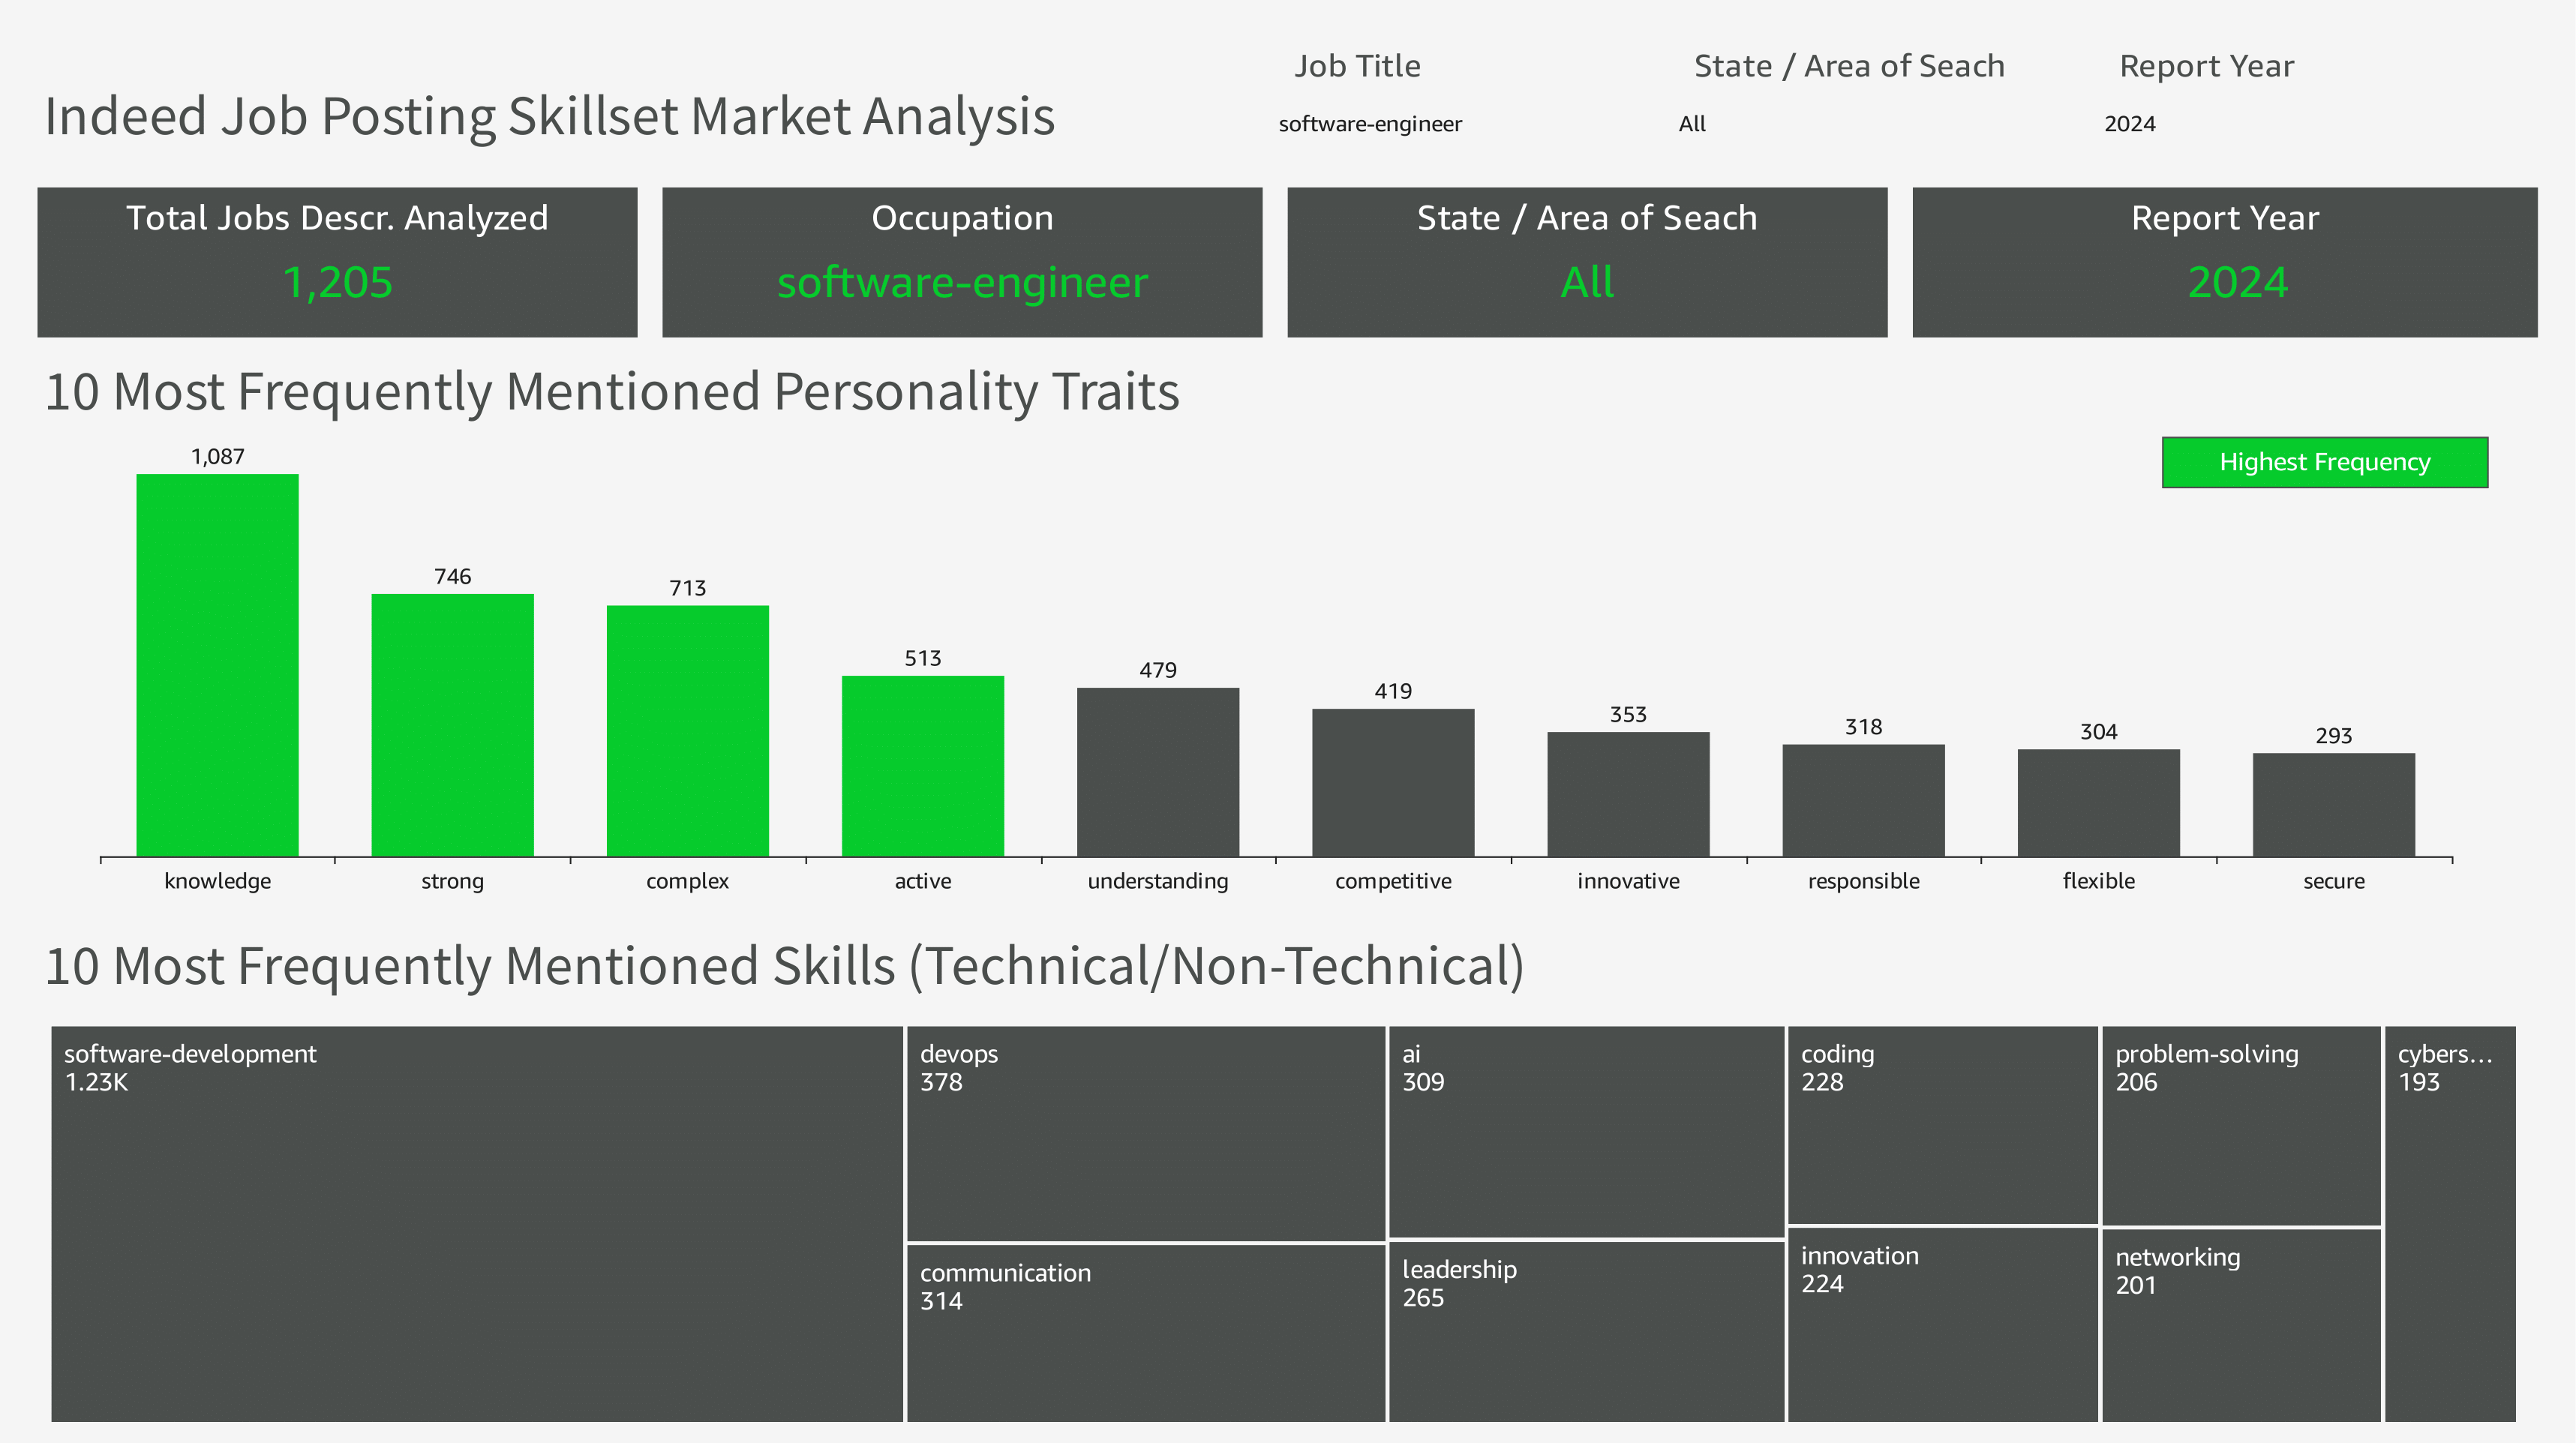 Job Title
State / Area of Seach
Report Year
Indeed Job Posting Skillset Market Analysis
software-engineer
All
2024
Total Jobs Descr. Analyzed
1,205
Occupation
software-engineer
State / Area of Seach
All
Report Year
2024
10 Most Frequently Mentioned Personality Traits
Highest Frequency
1,087
746
713
513
479
419
353
318
304
293
knowledge
strong
complex
active
understanding
competitive
innovative
responsible
flexible
secure
10 Most Frequently Mentioned Skills (Technical/Non-Technical)
software-development
1.23K
devops
378
communication
314
ai
309
leadership
265
coding
228
innovation
224
problem-solving
206
networking
201
cybers...
193